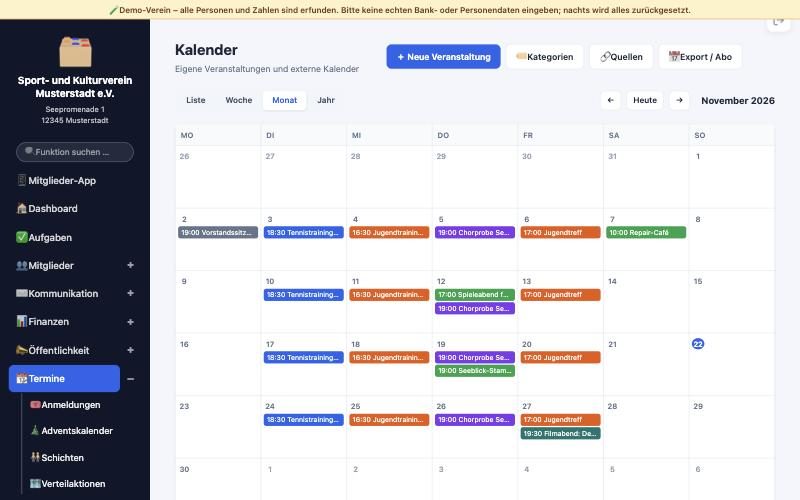 Demo-Verein – alle Personen und Zahlen sind erfunden. Bitte keine echten Bank- oder Personendaten eingeben; nachts wird alles zurückgesetzt.
Sport- und Kulturverein
Musterstadt e.V.
Seepromenade 1
12345 Musterstadt
Funktion suchen ...
Mitglieder-App
Dashboard
Aufgaben
Mitglieder +
Kommunikation +
Finanzen +
Öffentlichkeit +
Termine –
Anmeldungen
Adventskalender
Schichten
Verteilaktionen
Kalender
Eigene Veranstaltungen und externe Kalender
+ Neue Veranstaltung
Kategorien
Quellen
Export / Abo
Liste Woche Monat Jahr
← Heute → November 2026
MO DI MI DO FR SA SO
26 27 28 29 30 31 1
2 3 4 5 6 7 8
19:00 Vorstandssitz... 18:30 Tennistraining... 16:30 Jugendtrainin... 19:00 Chorprobe Se... 17:00 Jugendtreff 10:00 Repair-Café
9 10 11 12 13 14 15
18:30 Tennistraining... 16:30 Jugendtrainin... 17:00 Spieleabend f... 17:00 Jugendtreff
19:00 Chorprobe Se...
16 17 18 19 20 21 22
18:30 Tennistraining... 16:30 Jugendtrainin... 19:00 Chorprobe Se... 17:00 Jugendtreff
19:00 Seeblick-Stam...
23 24 25 26 27 28 29
18:30 Tennistraining... 16:30 Jugendtrainin... 19:00 Chorprobe Se... 17:00 Jugendtreff
19:30 Filmabend: De...
30 1 2 3 4 5 6